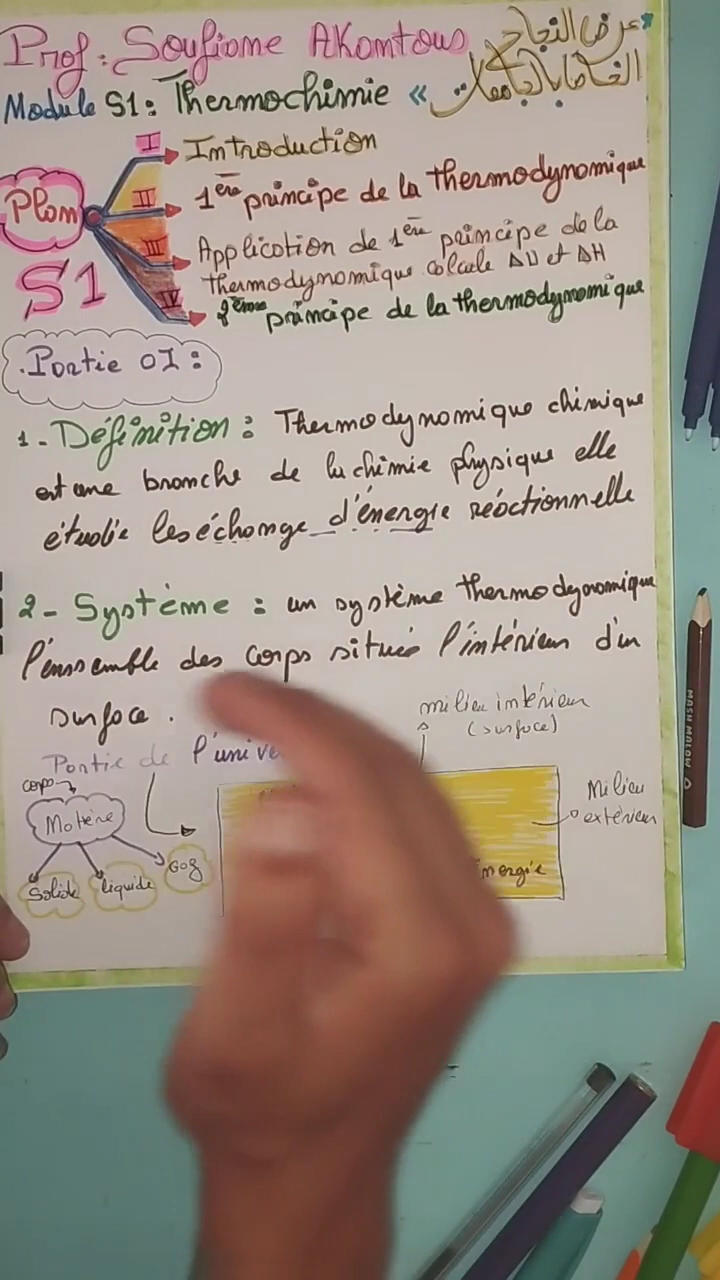 Prof: Soufiane Akantous
Module S1: Thermochimie « عرض النجاح
Plan
S1
I Introduction
II 1ère principe de la thermodynamique
III Application de 1ère principe de la
thermodynamique calcule ΔU et ΔH
IV 2ème principe de la thermodynamique
Partie 01:
1- Définition : Thermodynamique chimique
est une branche de la chimie physique elle
étudie les échange d'énergie réactionnelle
2- Système : un système thermodynamique
l'ensemble des corps situés l'intérieur d'un
surface.
Partie de l'unive
milieu intérieur
(surface)
corps
Matière
Solide
liquide
Gaz
énergie
Milieu
extérieur